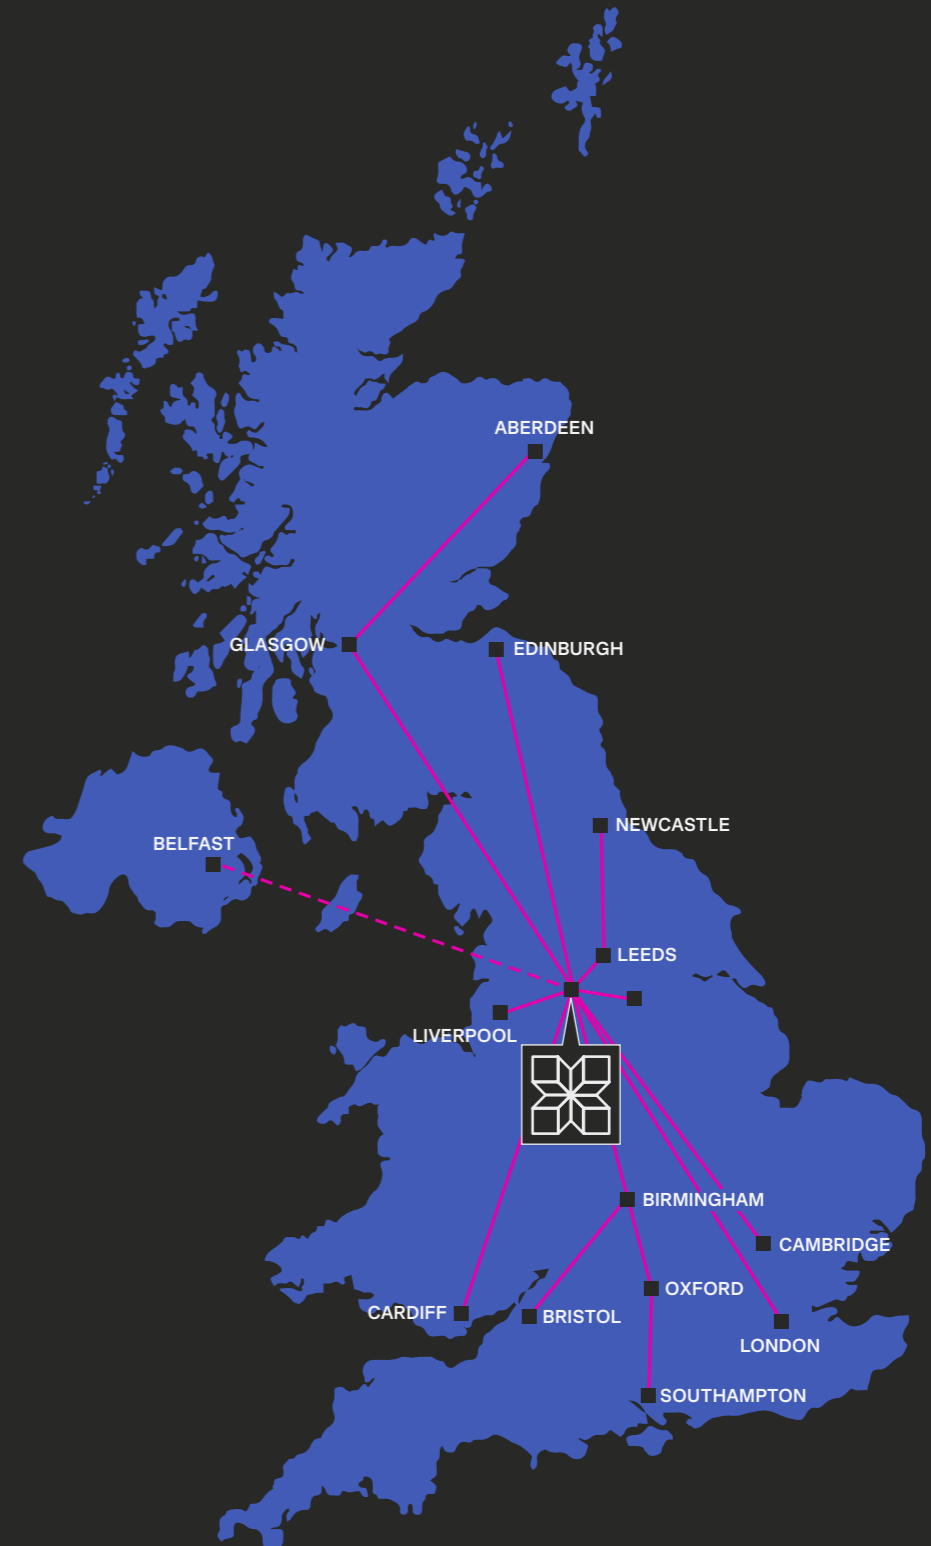 ABERDEEN
GLASGOW
EDINBURGH
NEWCASTLE
BELFAST
LEEDS
LIVERPOOL
BIRMINGHAM
CAMBRIDGE
OXFORD
CARDIFF
BRISTOL
LONDON
SOUTHAMPTON